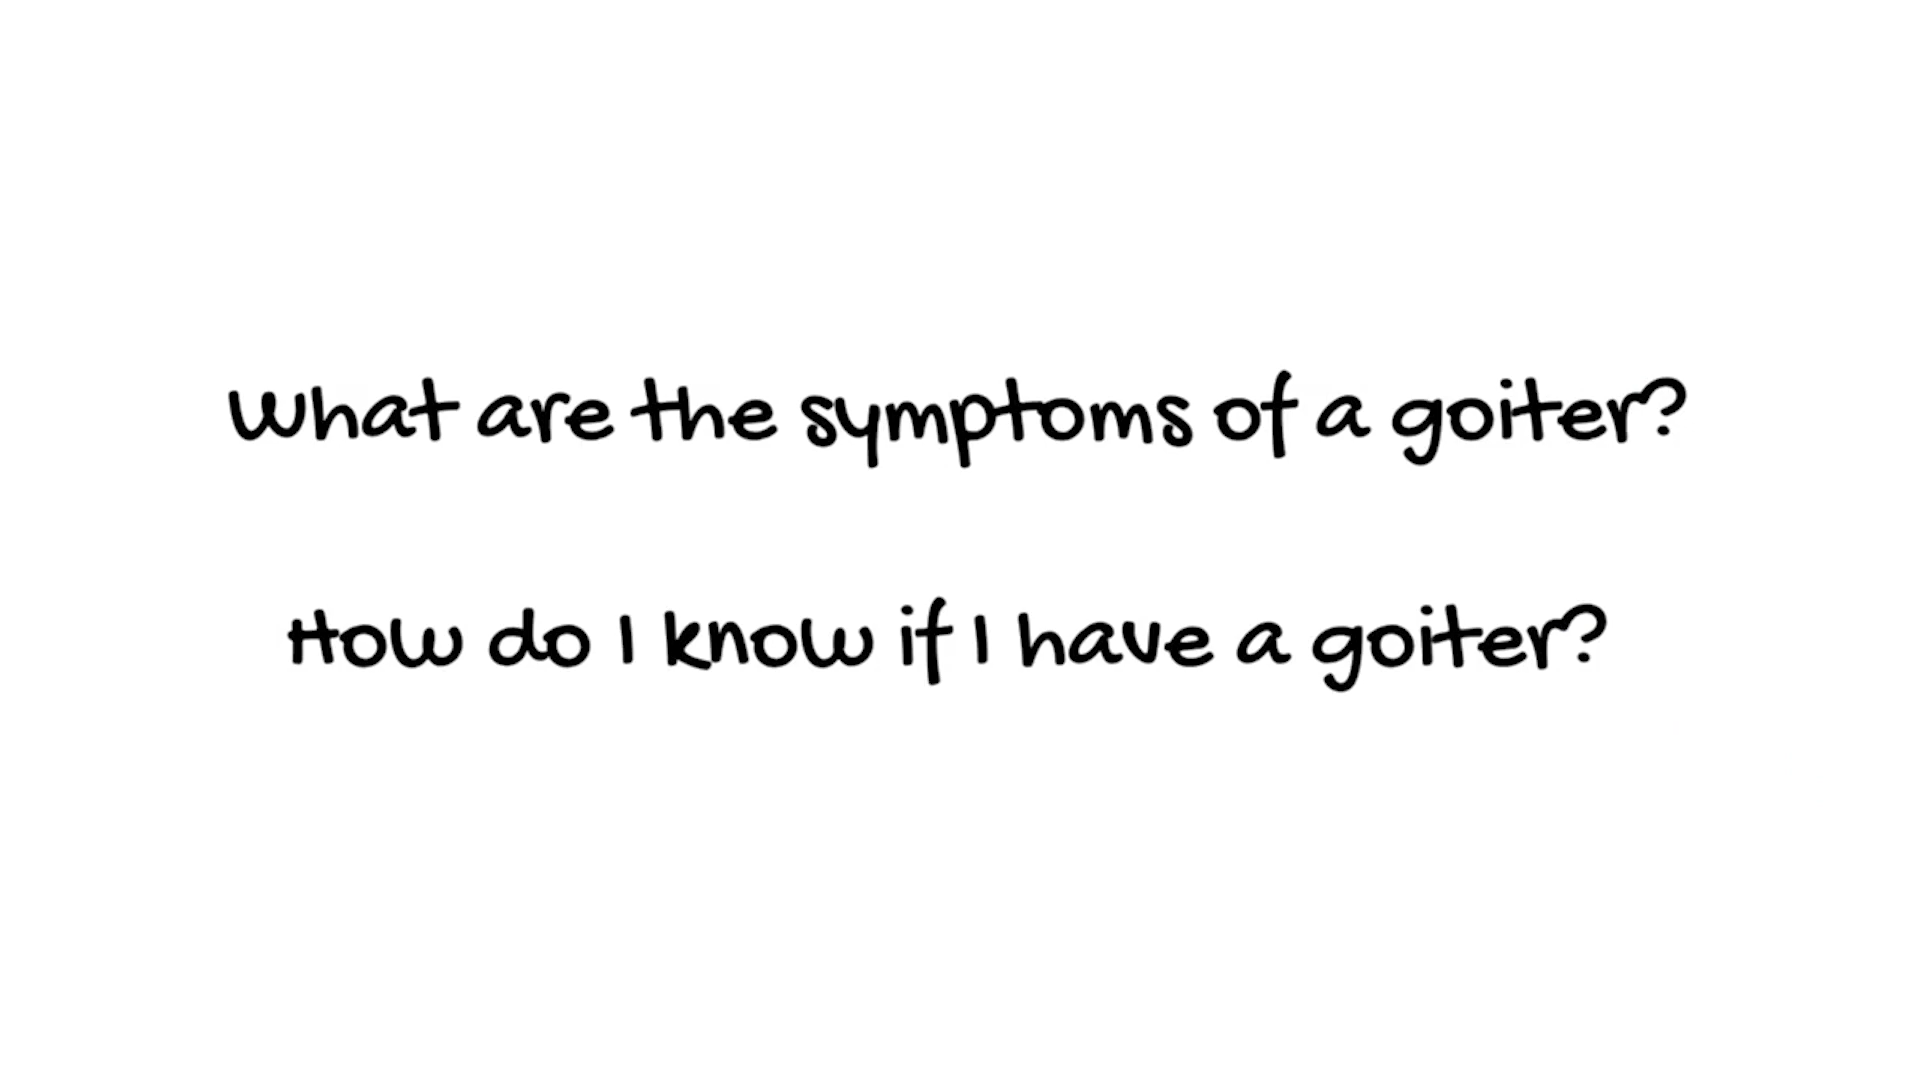 What are the symptoms of a goiter?
How do I know if I have a goiter?